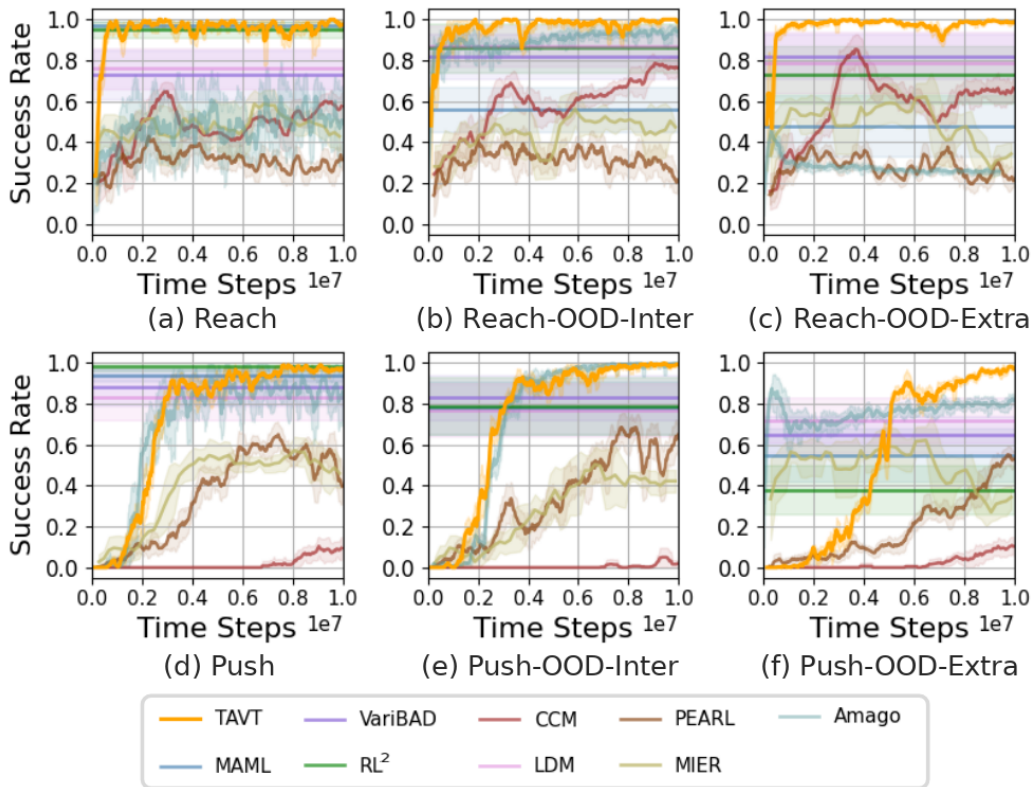 Success Rate
1.0
0.8
0.6
0.4
0.2
0.0
0.0 0.2 0.4 0.6 0.8 1.0
Time Steps 1e7
(a) Reach
1.0
0.8
0.6
0.4
0.2
0.0
0.0 0.2 0.4 0.6 0.8 1.0
Time Steps 1e7
(b) Reach-OOD-Inter
1.0
0.8
0.6
0.4
0.2
0.0
0.0 0.2 0.4 0.6 0.8 1.0
Time Steps 1e7
(c) Reach-OOD-Extra
Success Rate
1.0
0.8
0.6
0.4
0.2
0.0
0.0 0.2 0.4 0.6 0.8 1.0
Time Steps 1e7
(d) Push
1.0
0.8
0.6
0.4
0.2
0.0
0.0 0.2 0.4 0.6 0.8 1.0
Time Steps 1e7
(e) Push-OOD-Inter
1.0
0.8
0.6
0.4
0.2
0.0
0.0 0.2 0.4 0.6 0.8 1.0
Time Steps 1e7
(f) Push-OOD-Extra
TAVT VariBAD CCM PEARL Amago
MAML RL² LDM MIER